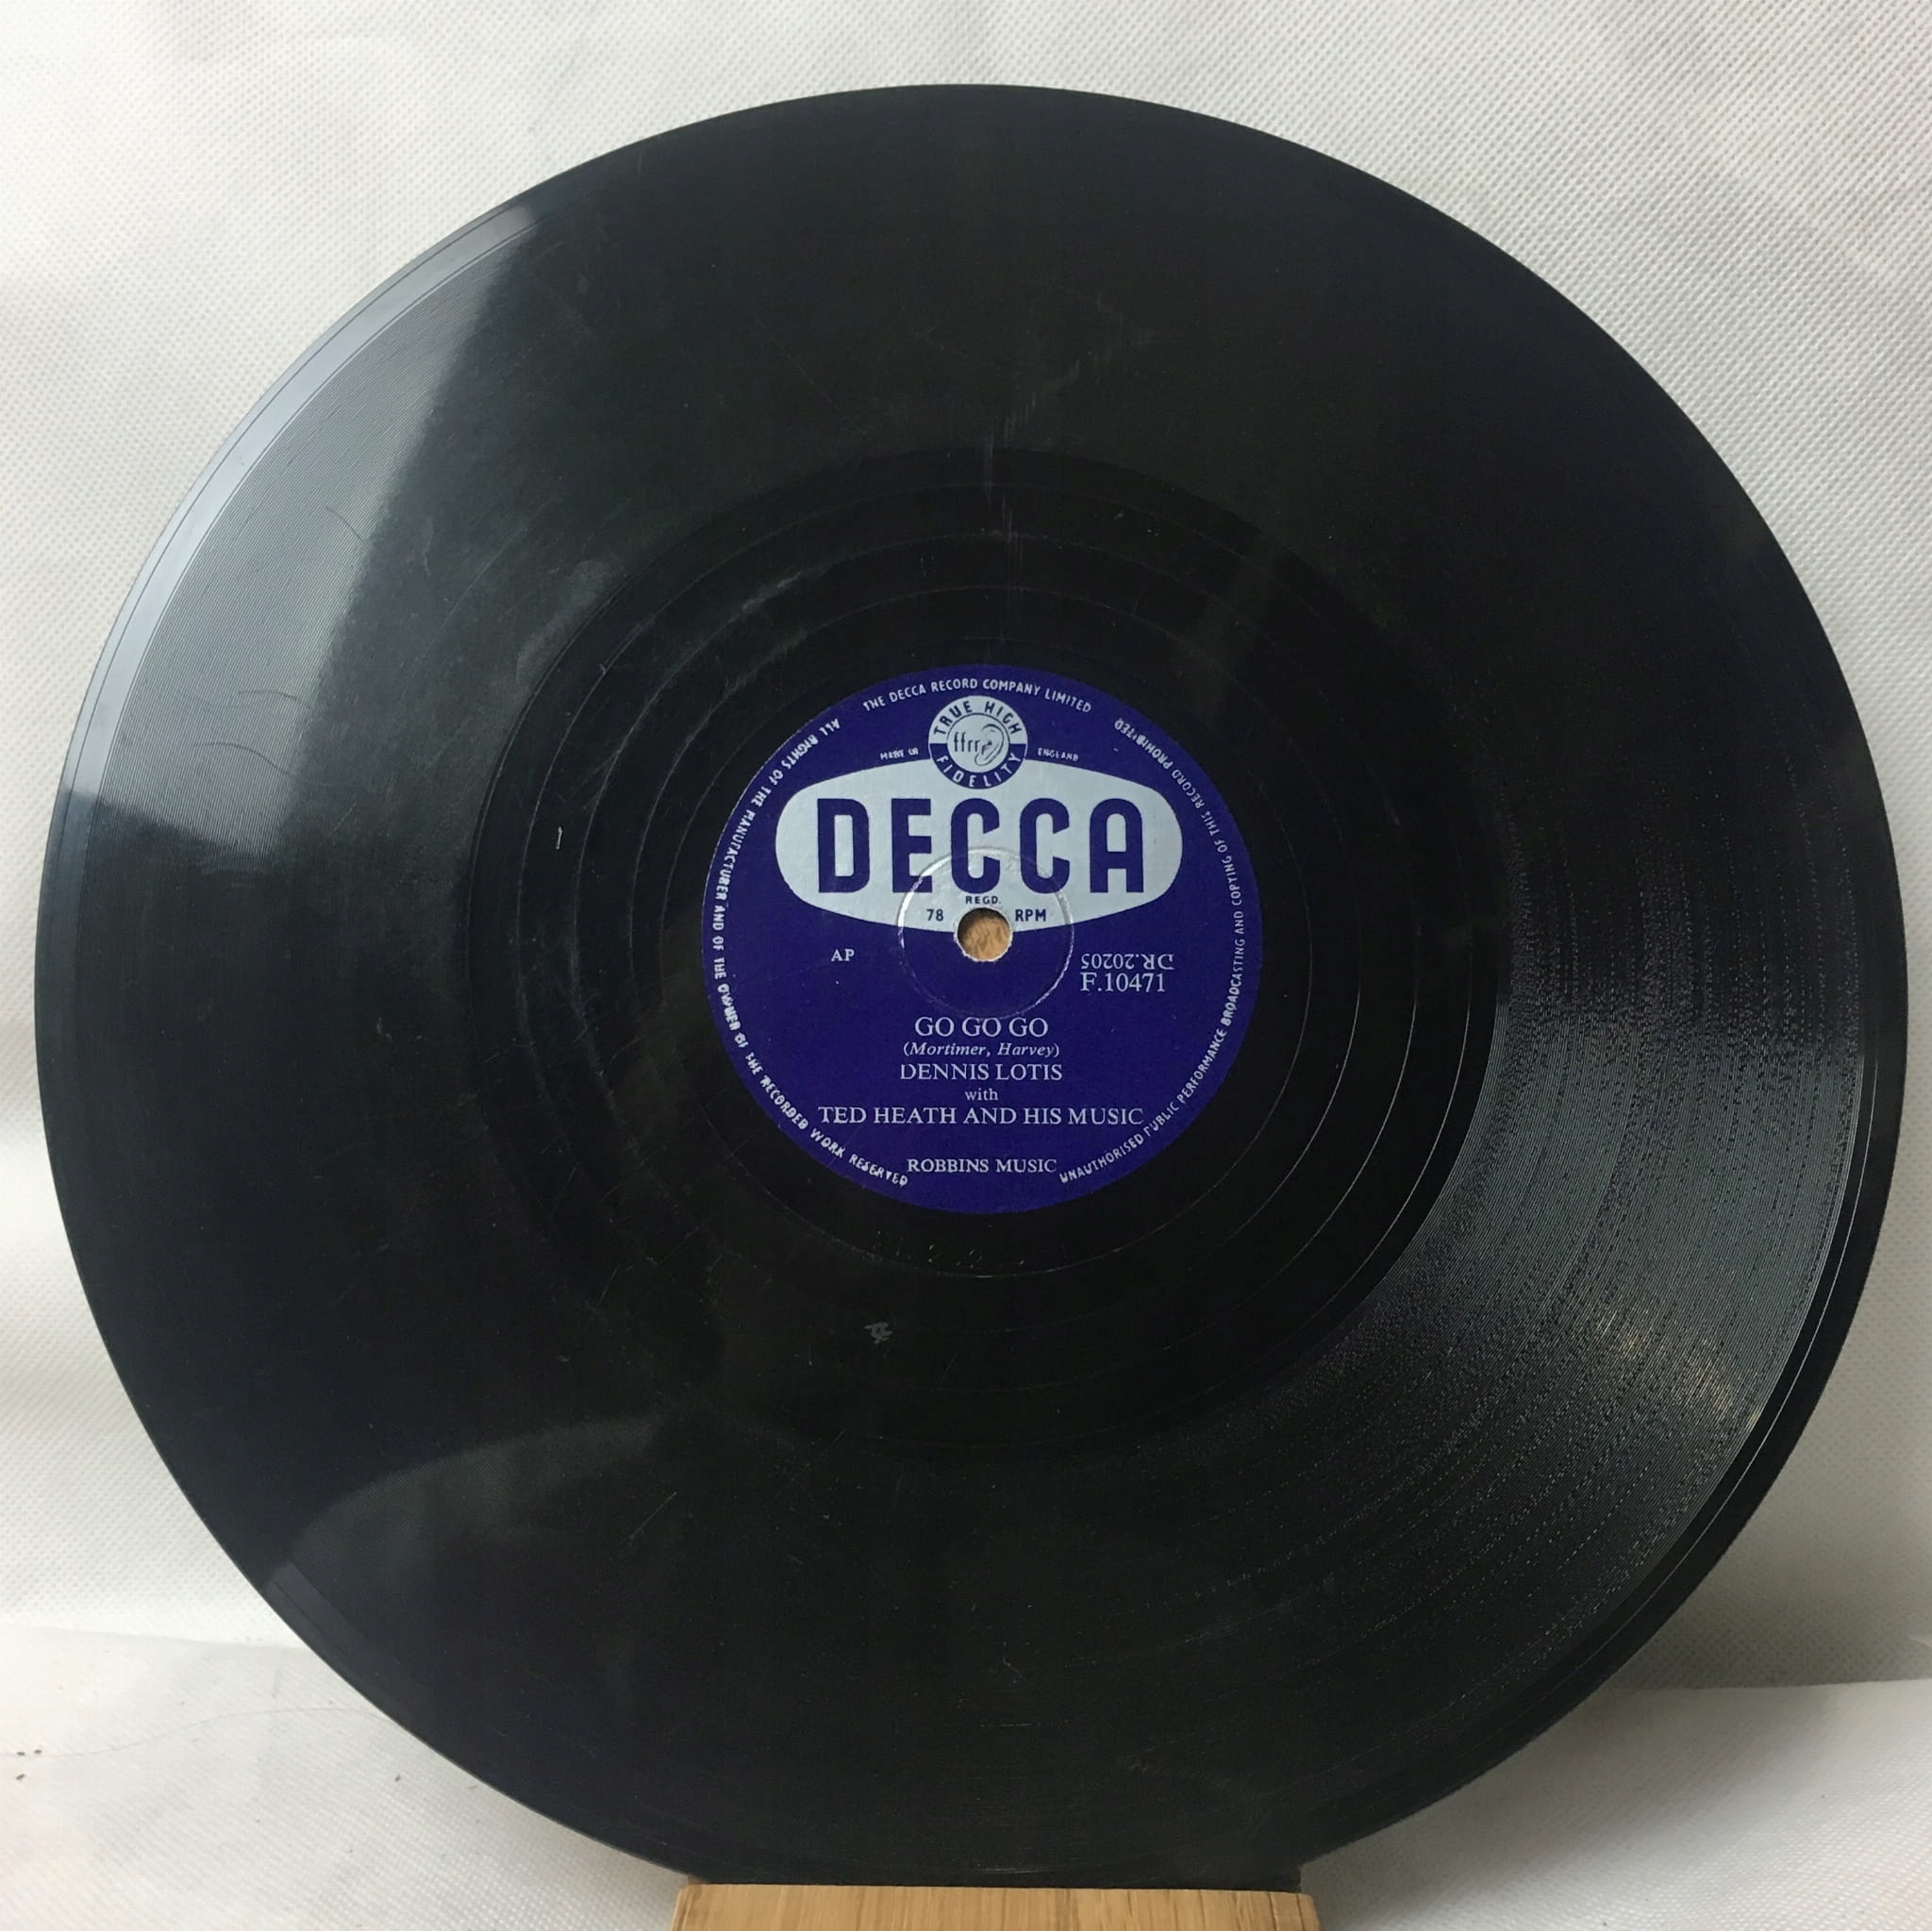 THE DECCA RECORD COMPANY LIMITED
ALL RIGHTS OF THE MANUFACTURER AND OF THE OWNER OF THE RECORDED WORK RESERVED
UNAUTHORISED PUBLIC PERFORMANCE BROADCASTING AND COPYING OF THIS RECORD PROHIBITED
TRUE HIGH
ffrr
FIDELITY
MADE IN ENGLAND
DECCA
REGD.
78 RPM
AP
DR.20205
F.10471
GO GO GO
(Mortimer, Harvey)
DENNIS LOTIS
with
TED HEATH AND HIS MUSIC
ROBBINS MUSIC